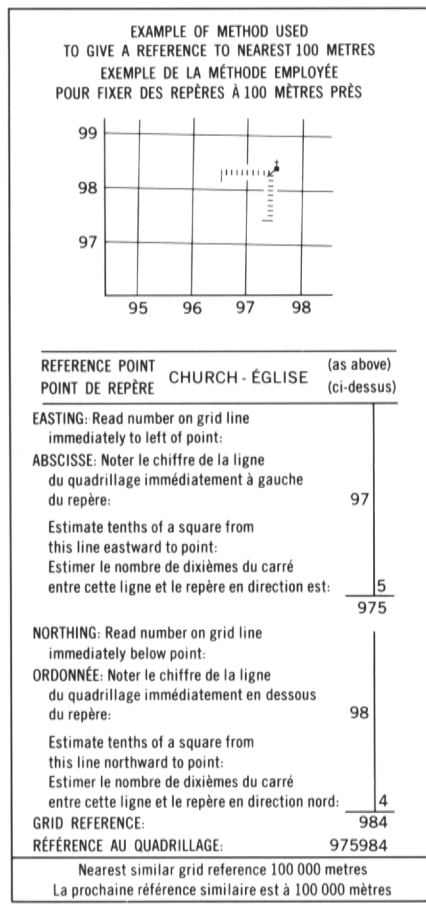 EXAMPLE OF METHOD USED
TO GIVE A REFERENCE TO NEAREST 100 METRES
EXEMPLE DE LA MÉTHODE EMPLOYÉE
POUR FIXER DES REPÈRES À 100 MÈTRES PRÈS
99
98
97
95 96 97 98
REFERENCE POINT CHURCH - ÉGLISE (as above)
POINT DE REPÈRE (ci-dessus)
EASTING: Read number on grid line
immediately to left of point:
ABSCISSE: Noter le chiffre de la ligne
du quadrillage immédiatement à gauche
du repère: 97
Estimate tenths of a square from
this line eastward to point:
Estimer le nombre de dixièmes du carré
entre cette ligne et le repère en direction est: 5
975
NORTHING: Read number on grid line
immediately below point:
ORDONNÉE: Noter le chiffre de la ligne
du quadrillage immédiatement en dessous
du repère: 98
Estimate tenths of a square from
this line northward to point:
Estimer le nombre de dixièmes du carré
entre cette ligne et le repère en direction nord: 4
GRID REFERENCE: 984
RÉFÉRENCE AU QUADRILLAGE: 975984
Nearest similar grid reference 100 000 metres
La prochaine référence similaire est à 100 000 mètres